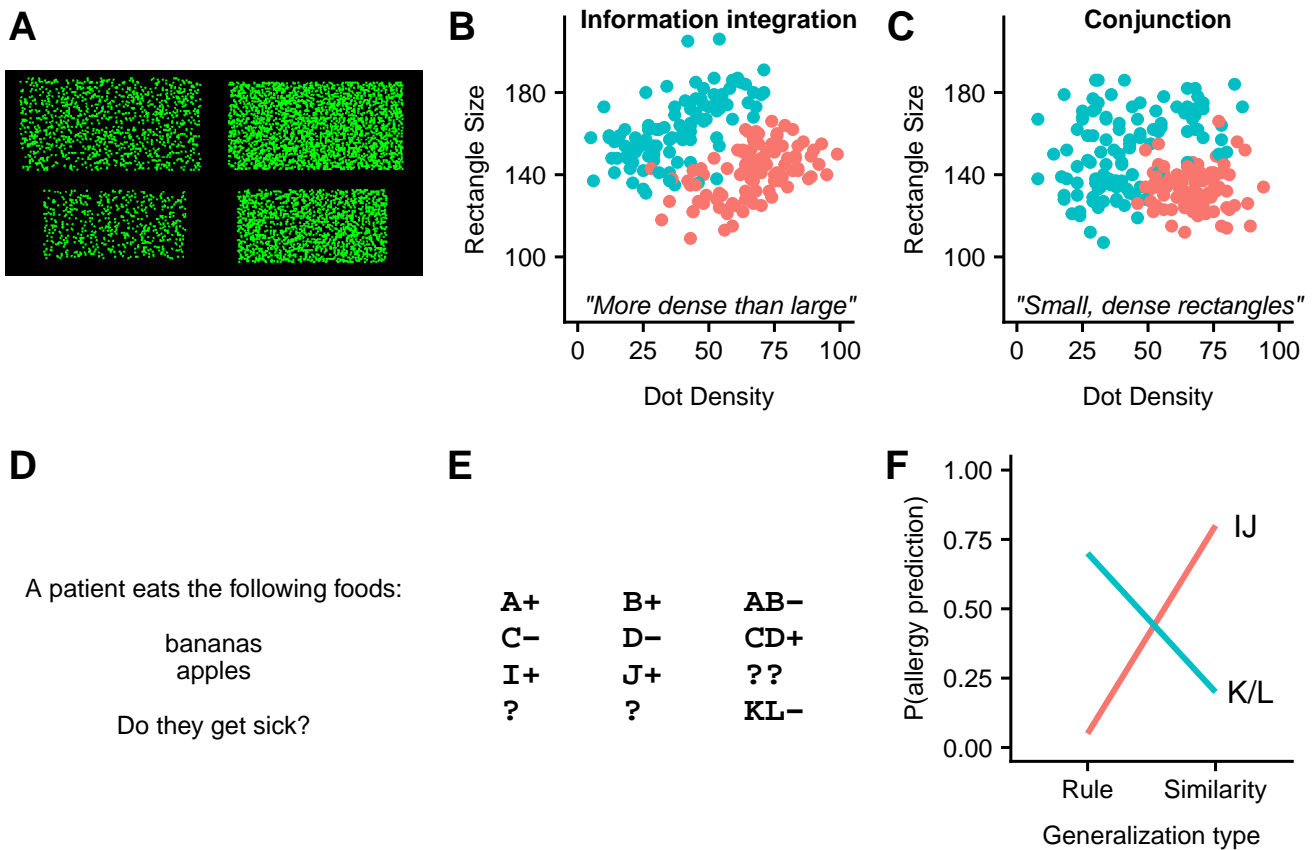 A
B
Information integration
Rectangle Size
180
140
100
"More dense than large"
0 25 50 75 100
Dot Density
C
Conjunction
Rectangle Size
180
140
100
"Small, dense rectangles"
0 25 50 75 100
Dot Density
D
A patient eats the following foods:
bananas
apples
Do they get sick?
E
A+ B+ AB−
C− D− CD+
I+ J+ ??
? ? KL−
F
P(allergy prediction)
1.00
0.75
0.50
0.25
0.00
IJ
K/L
Rule Similarity
Generalization type